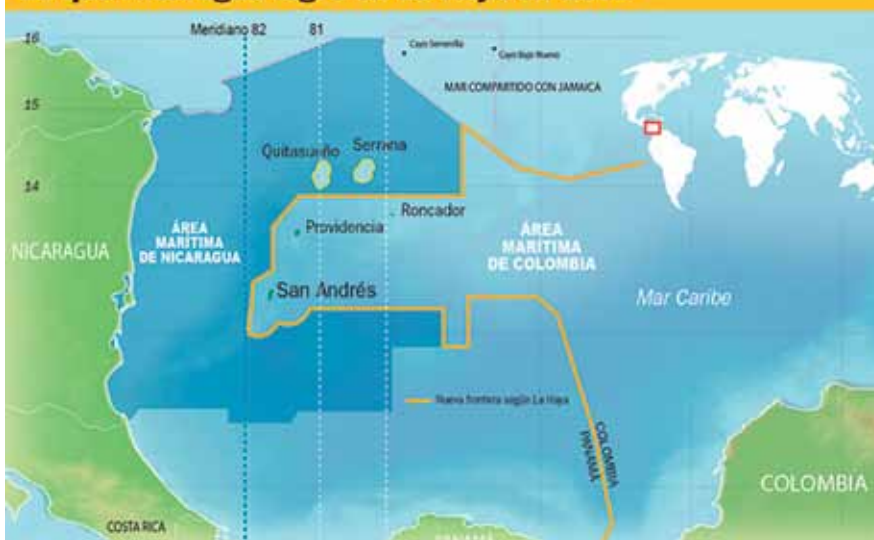 Meridiano 82
81
16
Cayo Serranilla
Cayo Bajo Nuevo
MAR COMPARTIDO CON JAMAICA
15
Quitasueño
Serrana
14
Roncador
Providencia
ÁREA
MARÍTIMA
DE NICARAGUA
ÁREA
MARÍTIMA
DE COLOMBIA
NICARAGUA
San Andrés
Mar Caribe
Nueva frontera según La Haya
COLOMBIA
PANAMÁ
COLOMBIA
COSTA RICA
PANAMÁ